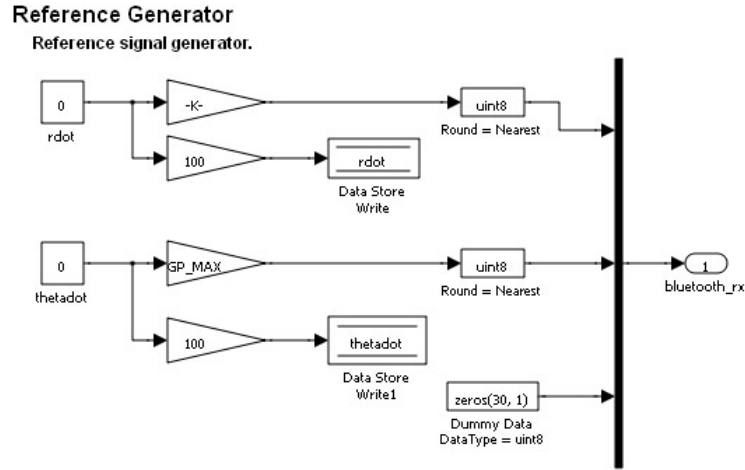 Reference Generator
Reference signal generator.
0
rdot
-K-
uint8
Round = Nearest
100
rdot
Data Store
Write
0
thetadot
GP_MAX
uint8
Round = Nearest
1
bluetooth_rx
100
thetadot
Data Store
Write1
zeros(30, 1)
Dummy Data
DataType = uint8